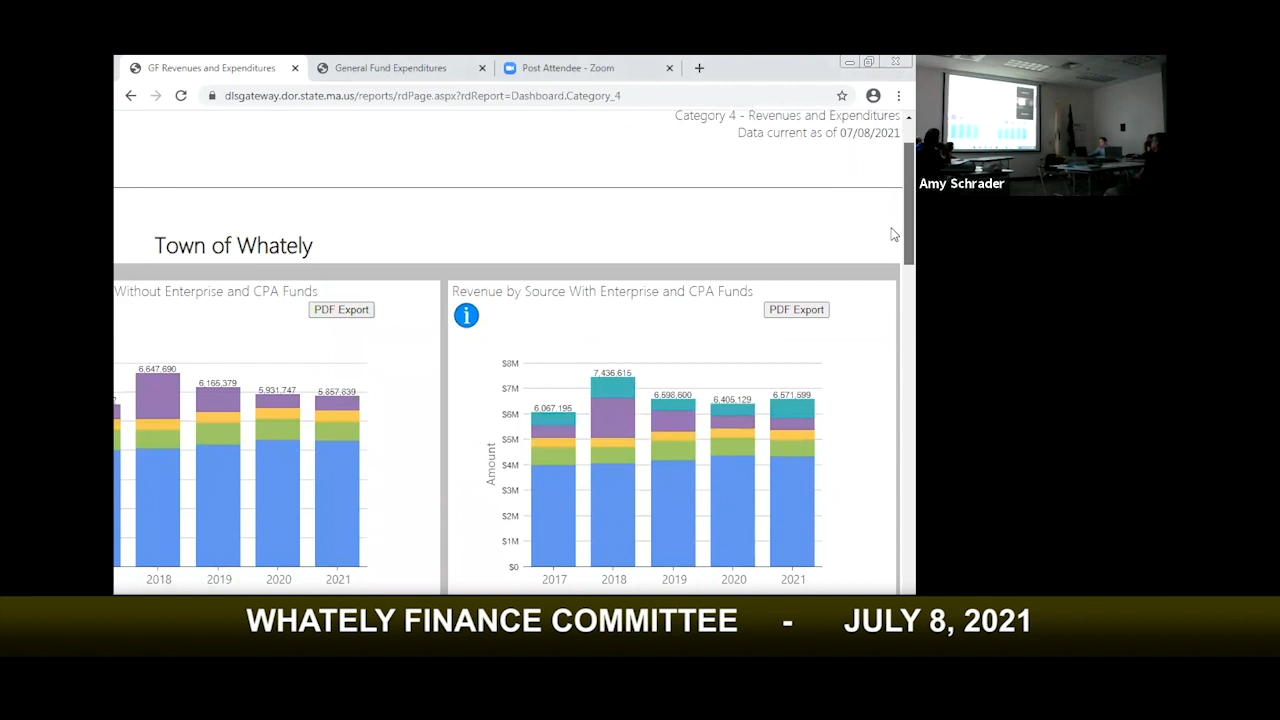 GF Revenues and Expenditures
General Fund Expenditures
Post Attendee - Zoom
dlsgateway.dor.state.ma.us/reports/rdPage.aspx?rdReport=Dashboard.Category_4
Category 4 - Revenues and Expenditures
Data current as of 07/08/2021
Amy Schrader
Town of Whately
Without Enterprise and CPA Funds
PDF Export
6,647,690
6,165,379
5,931,747
5,857,839
2018
2019
2020
2021
Revenue by Source With Enterprise and CPA Funds
PDF Export
Amount
$8M
$7M
$6M
$5M
$4M
$3M
$2M
$1M
$0
6,067,195
7,436,615
6,598,600
6,405,129
6,571,599
2017
2018
2019
2020
2021
WHATELY FINANCE COMMITTEE - JULY 8, 2021